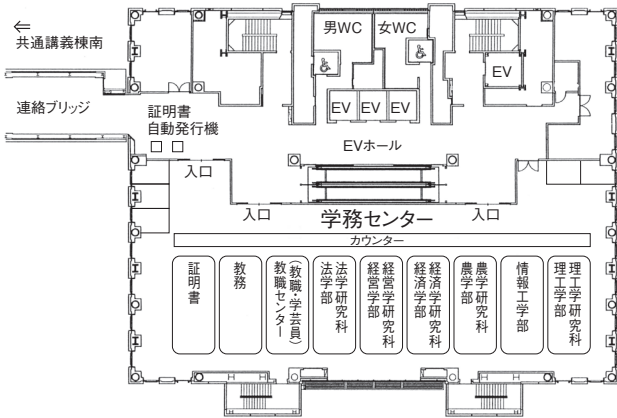 ⇐
共通講義棟南
男WC
女WC
EV
連絡ブリッジ
証明書
自動発行機
EV
EV
EV
EVホール
入口
入口
入口
学務センター
カウンター
証明書
教務
教職センター
（教職・学芸員）
法学部
法学研究科
経営学部
経営学研究科
経済学部
経済学研究科
農学部
農学研究科
情報工学部
理工学部
理工学研究科